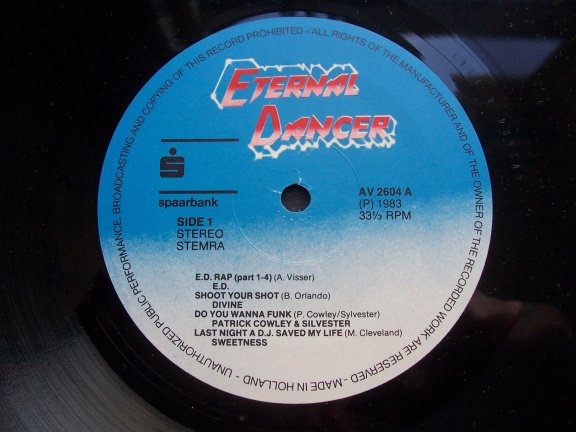 UNAUTHORIZED PUBLIC PERFORMANCE, BROADCASTING AND COPYING OF THIS RECORD PROHIBITED - ALL RIGHTS OF THE MANUFACTURER AND OF THE OWNER OF THE RECORDED WORK ARE RESERVED - MADE IN HOLLAND -
ETERNAL
DANCER
S
spaarbank
SIDE 1
STEREO
STEMRA
AV 2604 A
(P) 1983
33⅓ RPM
E.D. RAP (part 1-4) (A. Visser)
E.D.
SHOOT YOUR SHOT (B. Orlando)
DIVINE
DO YOU WANNA FUNK (P. Cowley/Sylvester)
PATRICK COWLEY & SILVESTER
LAST NIGHT A D.J. SAVED MY LIFE (M. Cleveland)
SWEETNESS